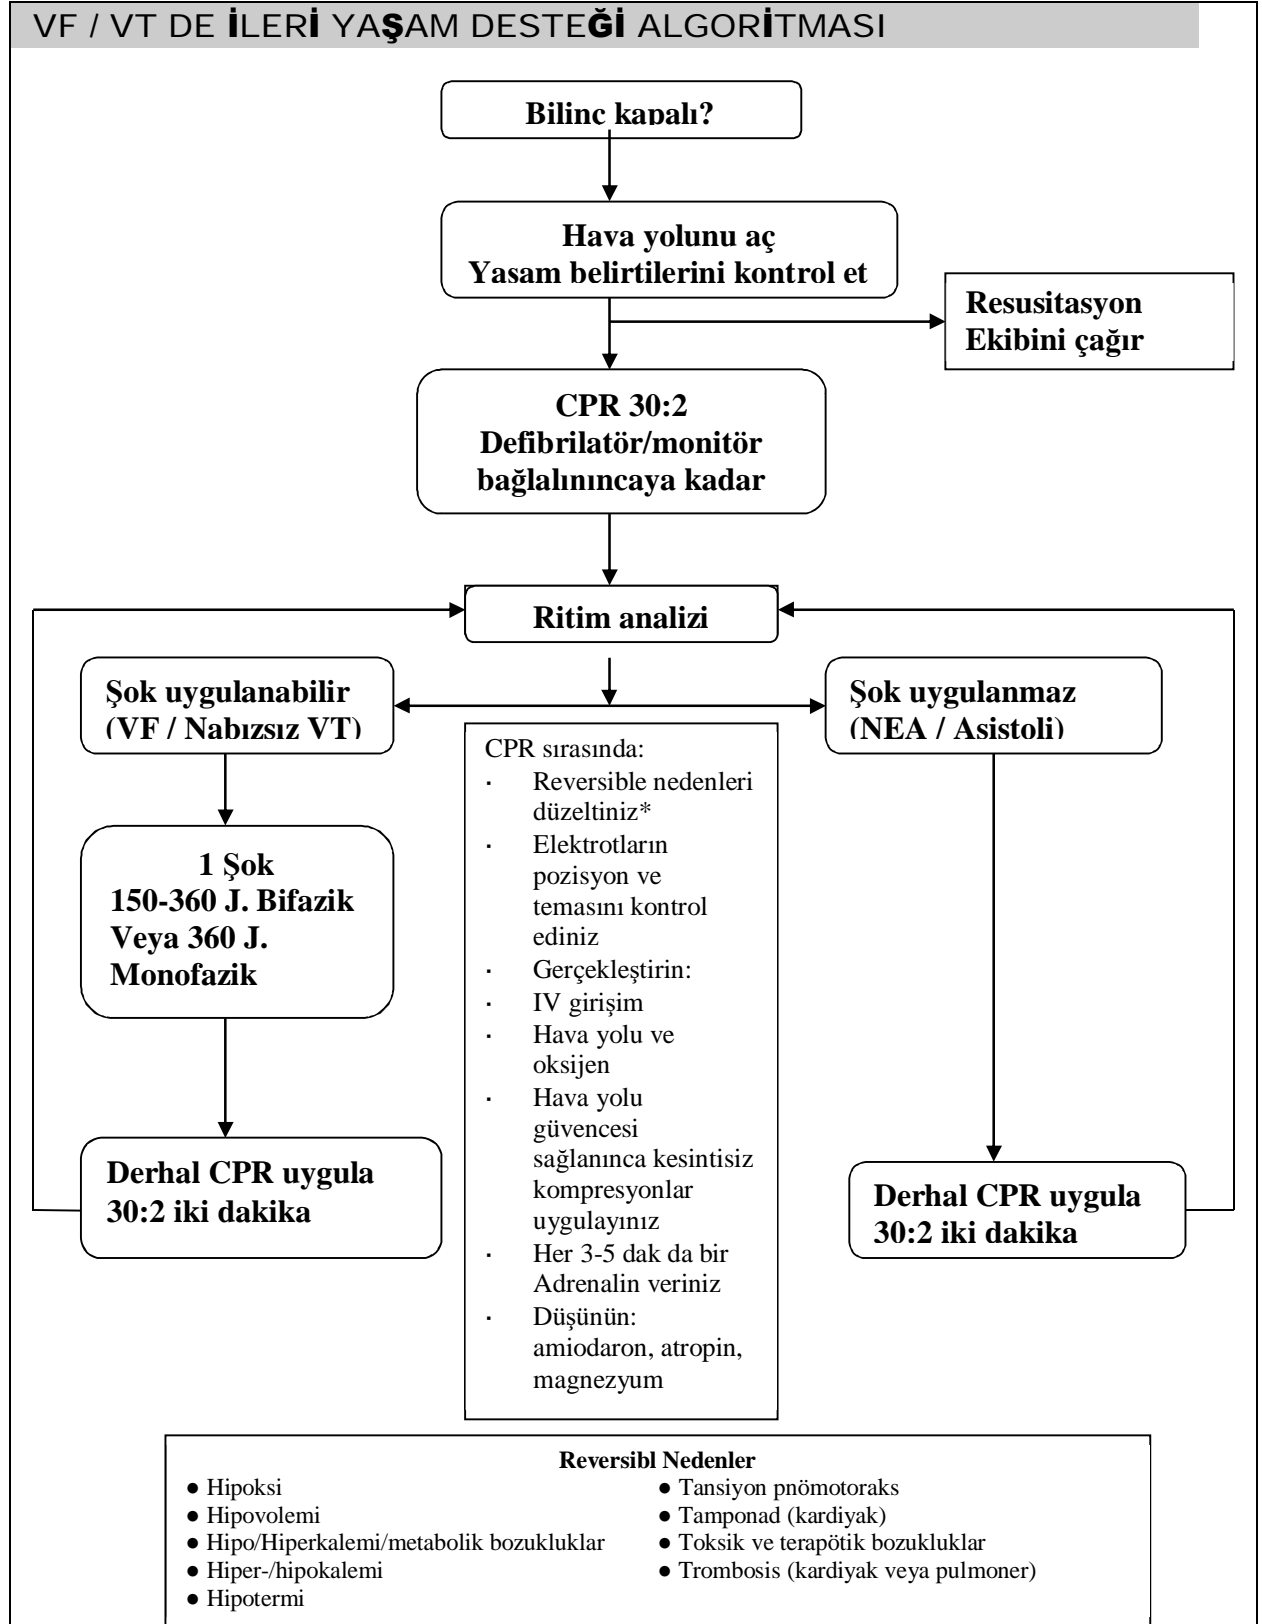 VF / VT DE İLERİ YAŞAM DESTEĞİ ALGORİTMASI
Bilinc kapalı?
Hava yolunu aç
Yasam belirtilerini kontrol et
Resusitasyon
Ekibini çağır
CPR 30:2
Defibrilatör/monitör
bağlalınıncaya kadar
Ritim analizi
Şok uygulanabilir
(VF / Nabızsız VT)
Şok uygulanmaz
(NEA / Asistoli)
1 Şok
150-360 J. Bifazik
Veya 360 J.
Monofazik
Derhal CPR uygula
30:2 iki dakika
CPR sırasında:
· Reversible nedenleri
düzeltiniz*
· Elektrotların
pozisyon ve
temasını kontrol
ediniz
· Gerçekleştirin:
· IV girişim
· Hava yolu ve
oksijen
· Hava yolu
güvencesi
sağlanınca kesintisiz
kompresyonlar
uygulayınız
· Her 3-5 dak da bir
Adrenalin veriniz
· Düşünün:
amiodaron, atropin,
magnezyum
Derhal CPR uygula
30:2 iki dakika
Reversibl Nedenler
● Hipoksi
● Hipovolemi
● Hipo/Hiperkalemi/metabolik bozukluklar
● Hiper-/hipokalemi
● Hipotermi
● Tansiyon pnömotoraks
● Tamponad (kardiyak)
● Toksik ve terapötik bozukluklar
● Trombosis (kardiyak veya pulmoner)